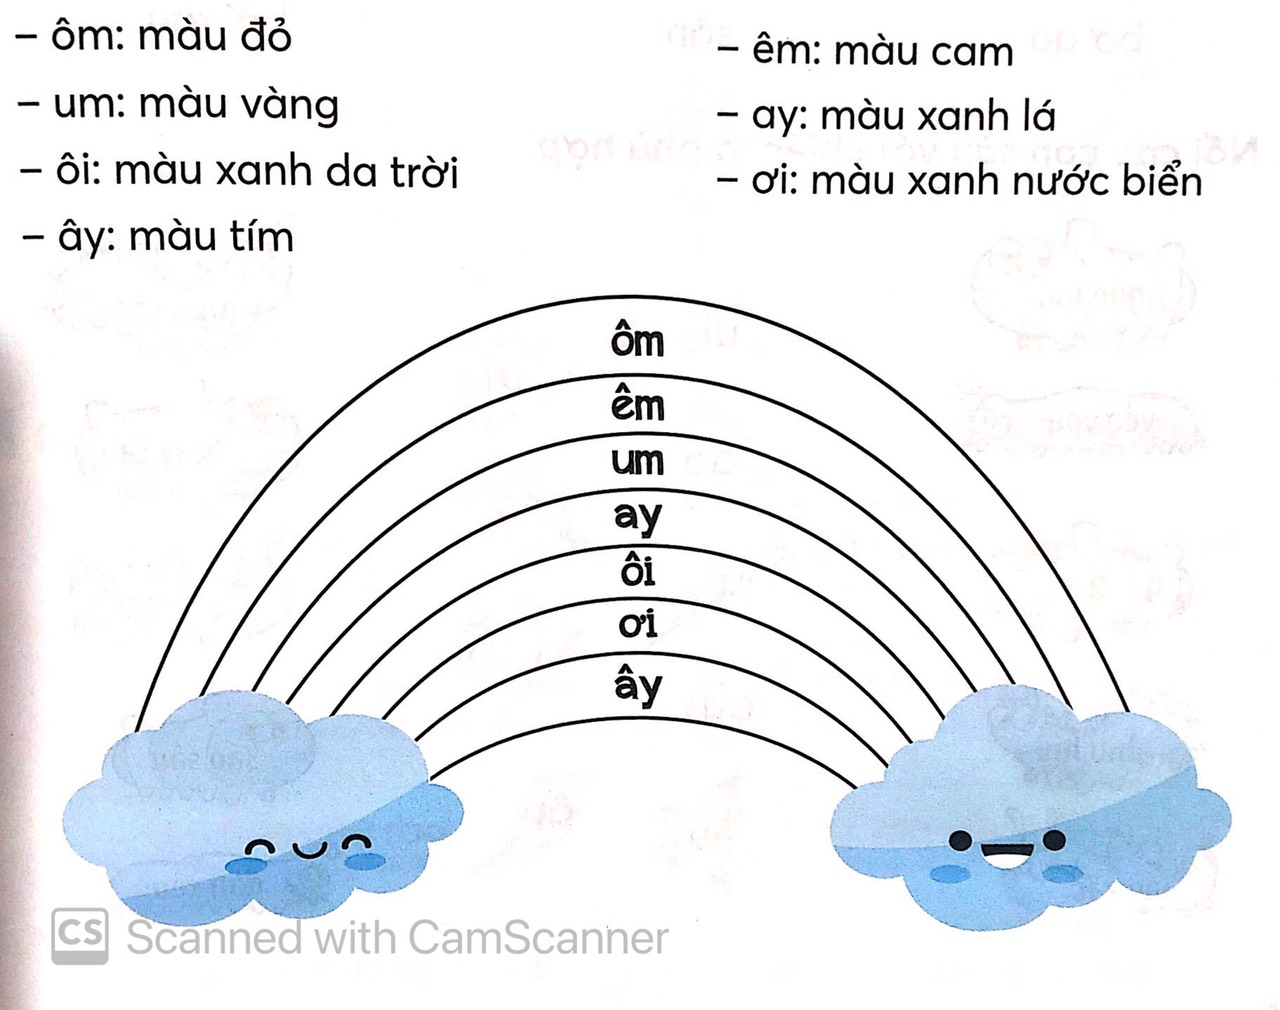 – ôm: màu đỏ
– um: màu vàng
– ôi: màu xanh da trời
– ây: màu tím
– êm: màu cam
– ay: màu xanh lá
– ơi: màu xanh nước biển
ôm
êm
um
ay
ôi
ơi
ây
CS Scanned with CamScanner